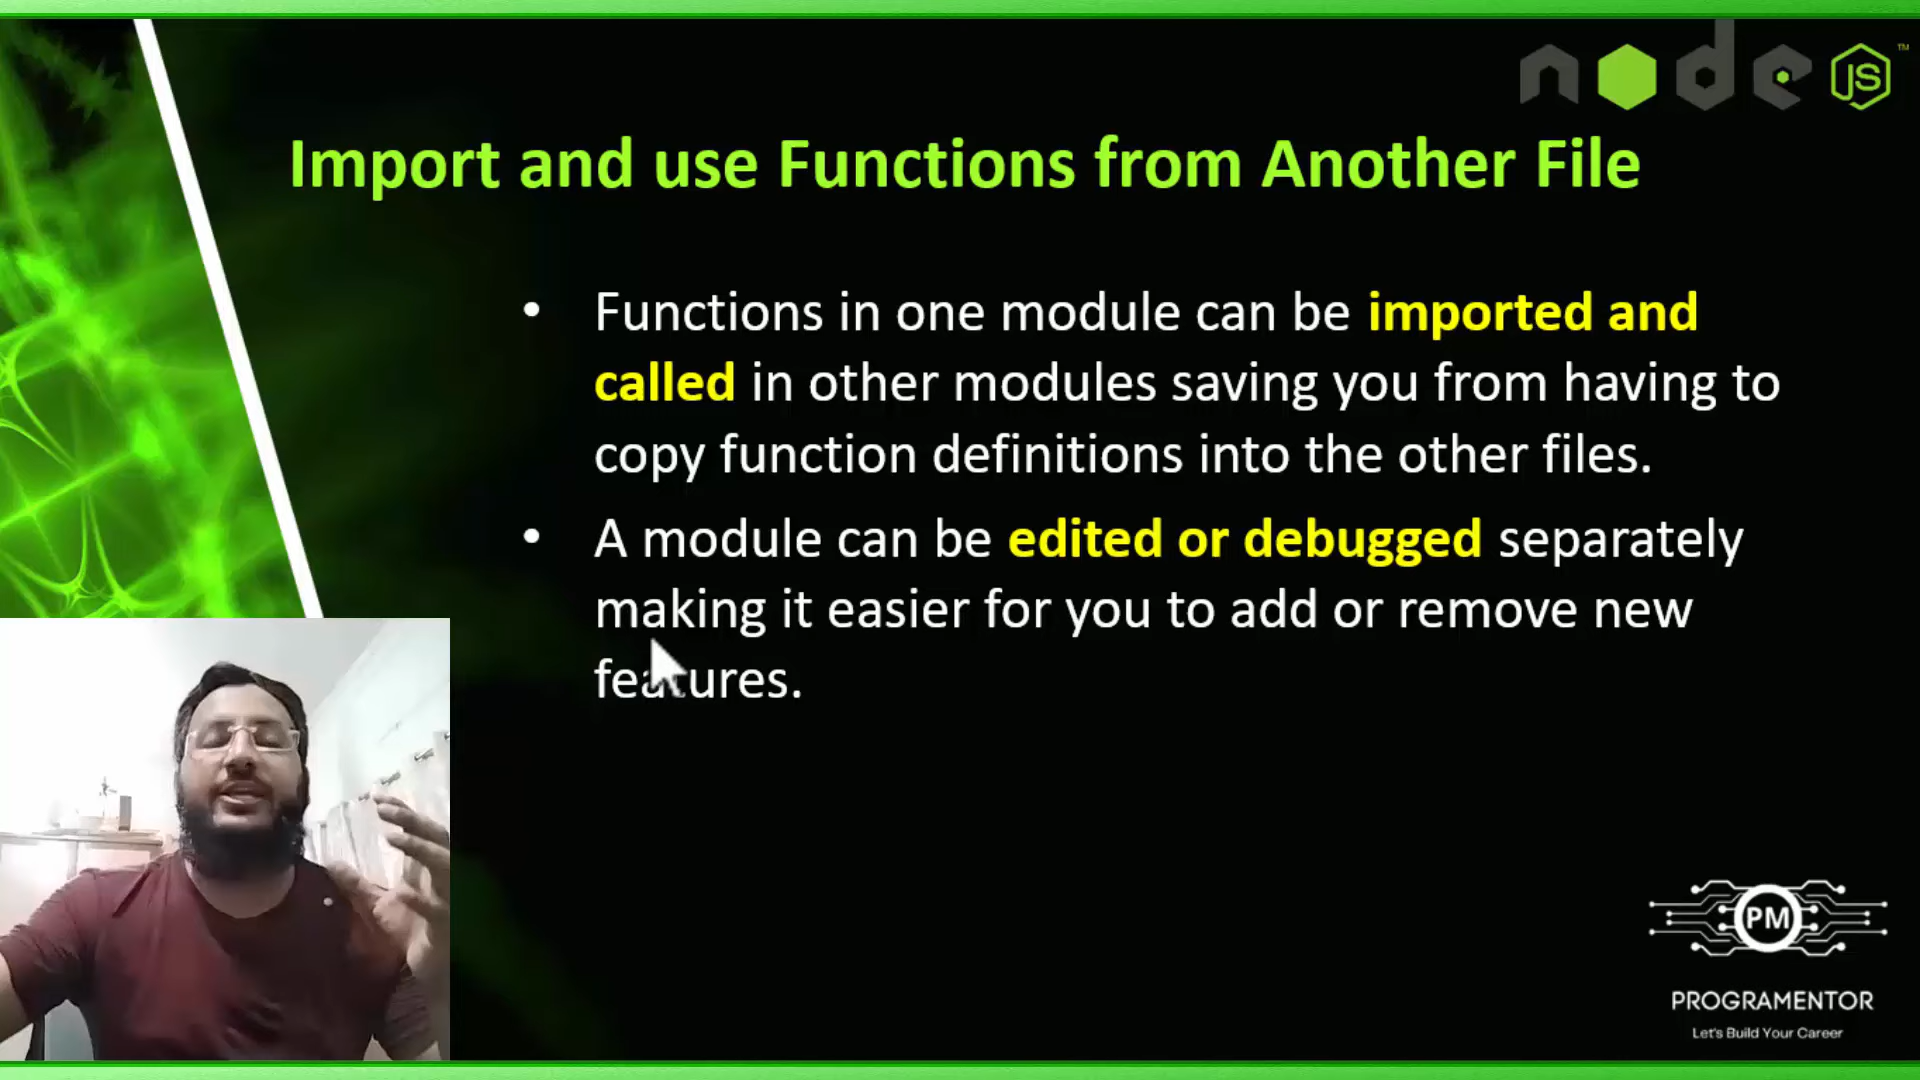 node JS ™
Import and use Functions from Another File
• Functions in one module can be imported and
called in other modules saving you from having to
copy function definitions into the other files.
• A module can be edited or debugged separately
making it easier for you to add or remove new
features.
PM
PROGRAMENTOR
Let's Build Your Career